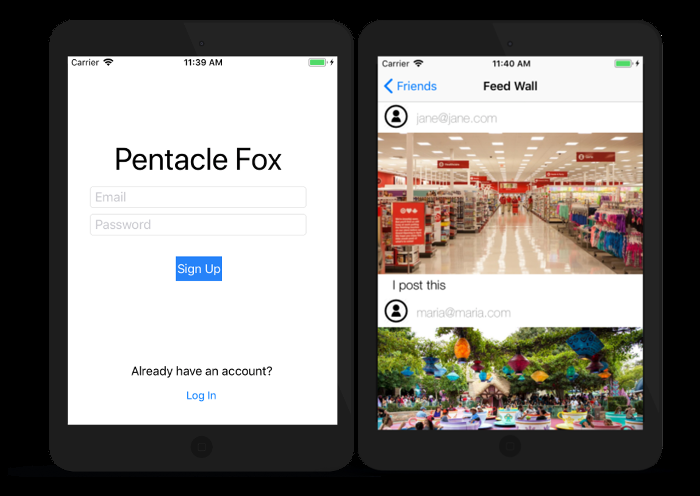 Carrier
11:39 AM
Pentacle Fox
Email
Password
Sign Up
Already have an account?
Log In
Carrier
11:40 AM
Friends
Feed Wall
jane@jane.com
I post this
maria@maria.com